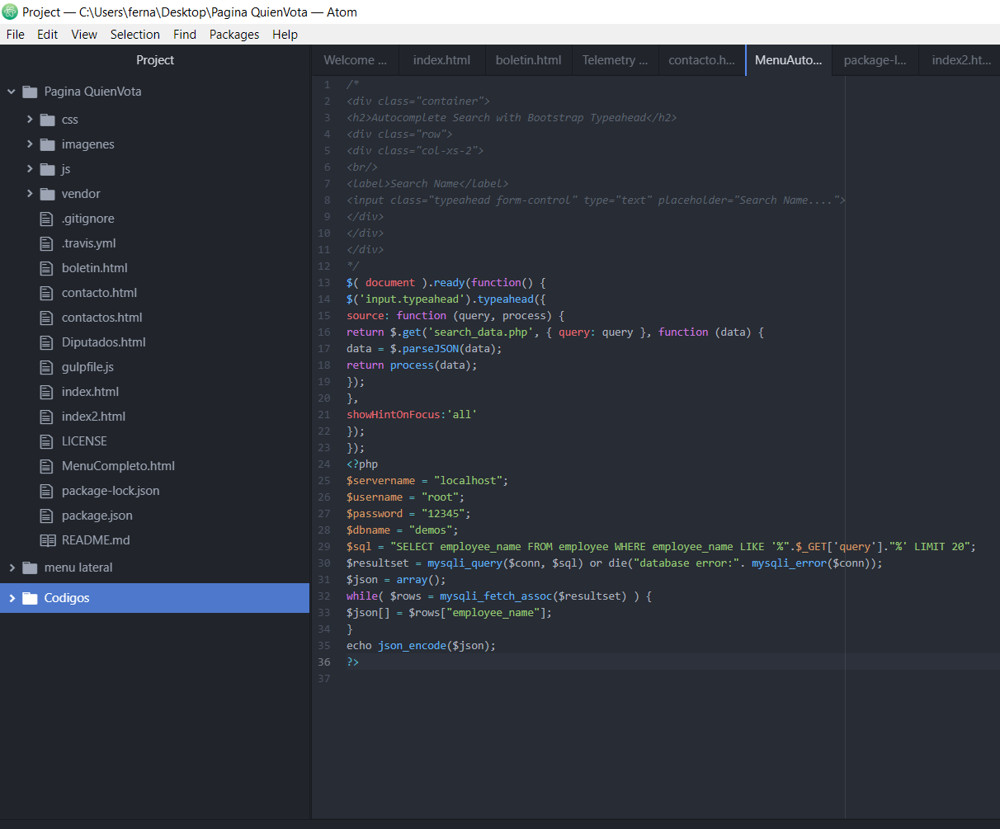 Project — C:\Users\ferna\Desktop\Pagina QuienVota — Atom
File Edit View Selection Find Packages Help
Project
Pagina QuienVota
css
imagenes
js
vendor
.gitignore
.travis.yml
boletin.html
contacto.html
contactos.html
Diputados.html
gulpfile.js
index.html
index2.html
LICENSE
MenuCompleto.html
package-lock.json
package.json
README.md
menu lateral
Codigos
Welcome ... index.html boletin.html Telemetry ... contacto.h... MenuAuto... package-l... index2.ht...
1 /*
2 <div class="container">
3 <h2>Autocomplete Search with Bootstrap Typeahead</h2>
4 <div class="row">
5 <div class="col-xs-2">
6 <br/>
7 <label>Search Name</label>
8 <input class="typeahead form-control" type="text" placeholder="Search Name....">
9 </div>
10 </div>
11 </div>
12 */
13 $( document ).ready(function() {
14 $('input.typeahead').typeahead({
15 source: function (query, process) {
16 return $.get('search_data.php', { query: query }, function (data) {
17 data = $.parseJSON(data);
18 return process(data);
19 });
20 },
21 showHintOnFocus:'all'
22 });
23 });
24 <?php
25 $servername = "localhost";
26 $username = "root";
27 $password = "12345";
28 $dbname = "demos";
29 $sql = "SELECT employee_name FROM employee WHERE employee_name LIKE '%".$_GET['query']."%' LIMIT 20";
30 $resultset = mysqli_query($conn, $sql) or die("database error:". mysqli_error($conn));
31 $json = array();
32 while( $rows = mysqli_fetch_assoc($resultset) ) {
33 $json[] = $rows["employee_name"];
34 }
35 echo json_encode($json);
36 ?>
37